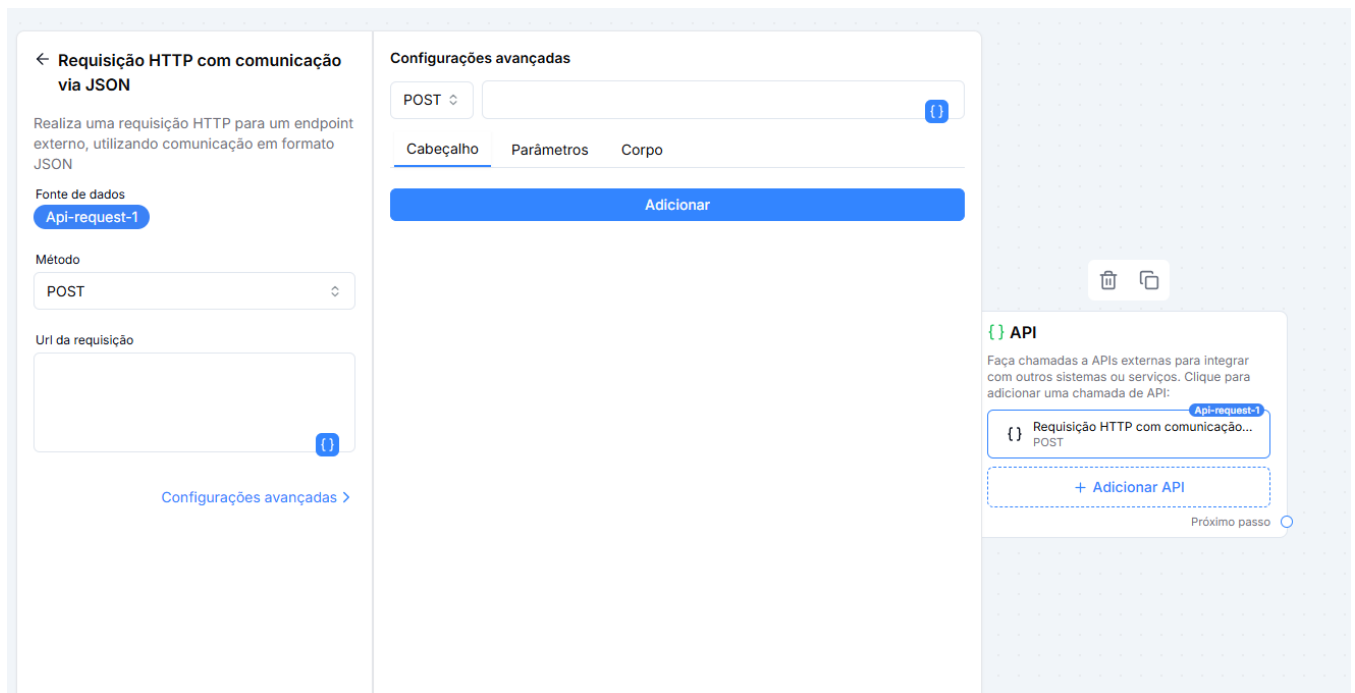 Requisição HTTP com comunicação
via JSON
Realiza uma requisição HTTP para um endpoint
externo, utilizando comunicação em formato
JSON
Fonte de dados
Api-request-1
Método
POST
Url da requisição
{}
Configurações avançadas
Configurações avançadas
POST
{}
Cabeçalho
Parâmetros
Corpo
Adicionar
{} API
Faça chamadas a APIs externas para integrar
com outros sistemas ou serviços. Clique para
adicionar uma chamada de API:
Api-request-1
{} Requisição HTTP com comunicação...
POST
+ Adicionar API
Próximo passo